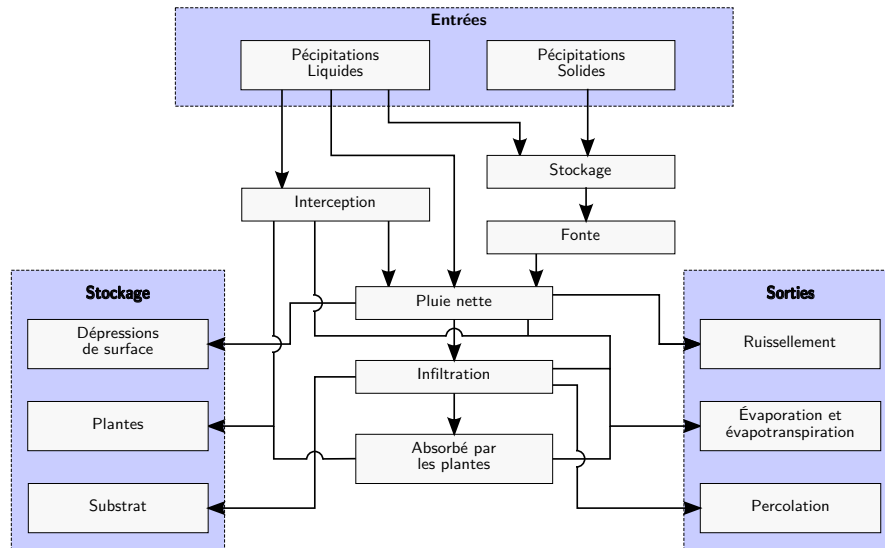 Entrées
Pécipitations
Liquides
Pécipitations
Solides
Stockage
Interception
Fonte
Stockage
Sorties
Pluie nette
Dépressions
de surface
Ruissellement
Infiltration
Plantes
Évaporation et
évapotranspiration
Absorbé par
les plantes
Substrat
Percolation